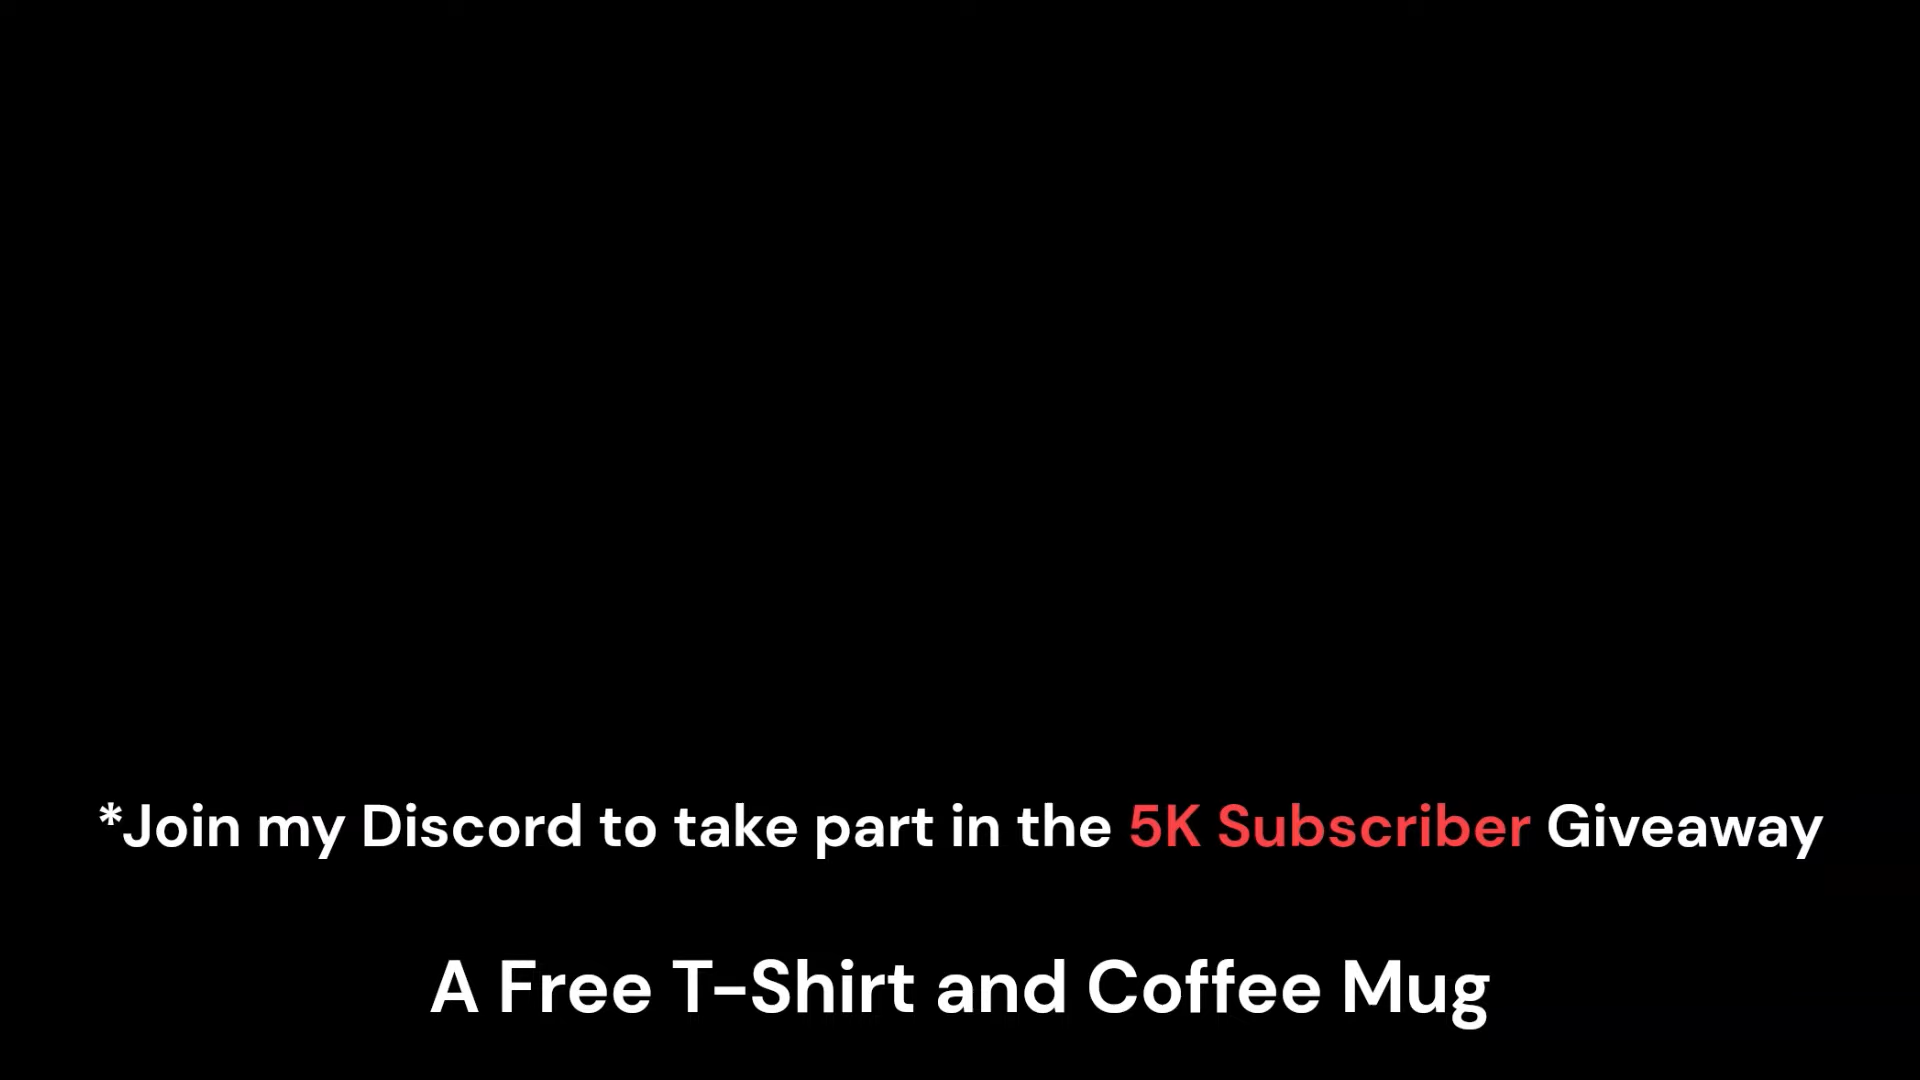 *Join my Discord to take part in the 5K Subscriber Giveaway
A Free T-Shirt and Coffee Mug